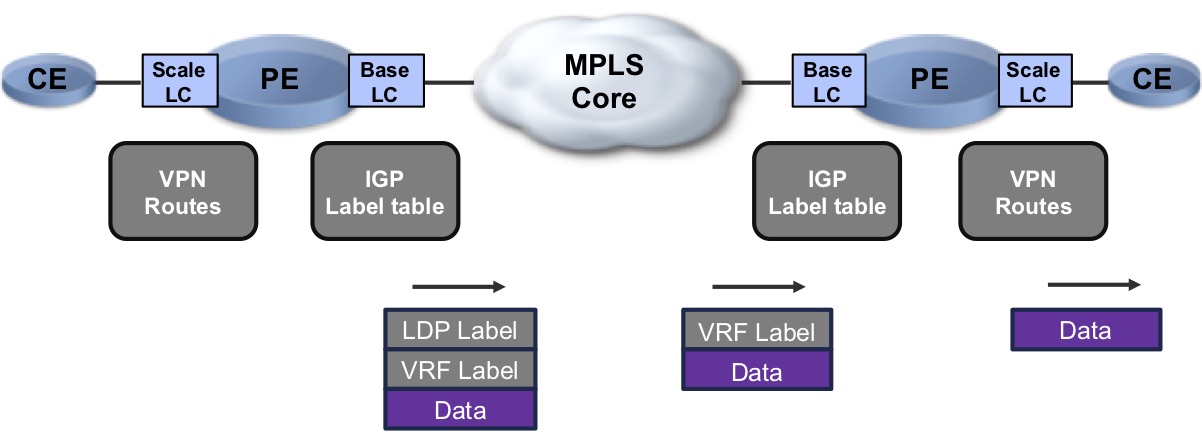 CE
Scale
LC
PE
Base
LC
MPLS
Core
Base
LC
PE
Scale
LC
CE
VPN
Routes
IGP
Label table
IGP
Label table
VPN
Routes
LDP Label
VRF Label
Data
VRF Label
Data
Data